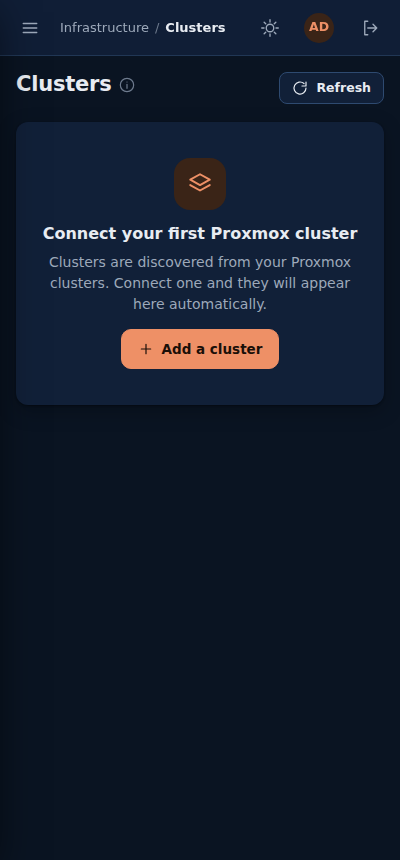 Infrastructure / Clusters
AD
Clusters
Refresh
Connect your first Proxmox cluster
Clusters are discovered from your Proxmox
clusters. Connect one and they will appear
here automatically.
Add a cluster